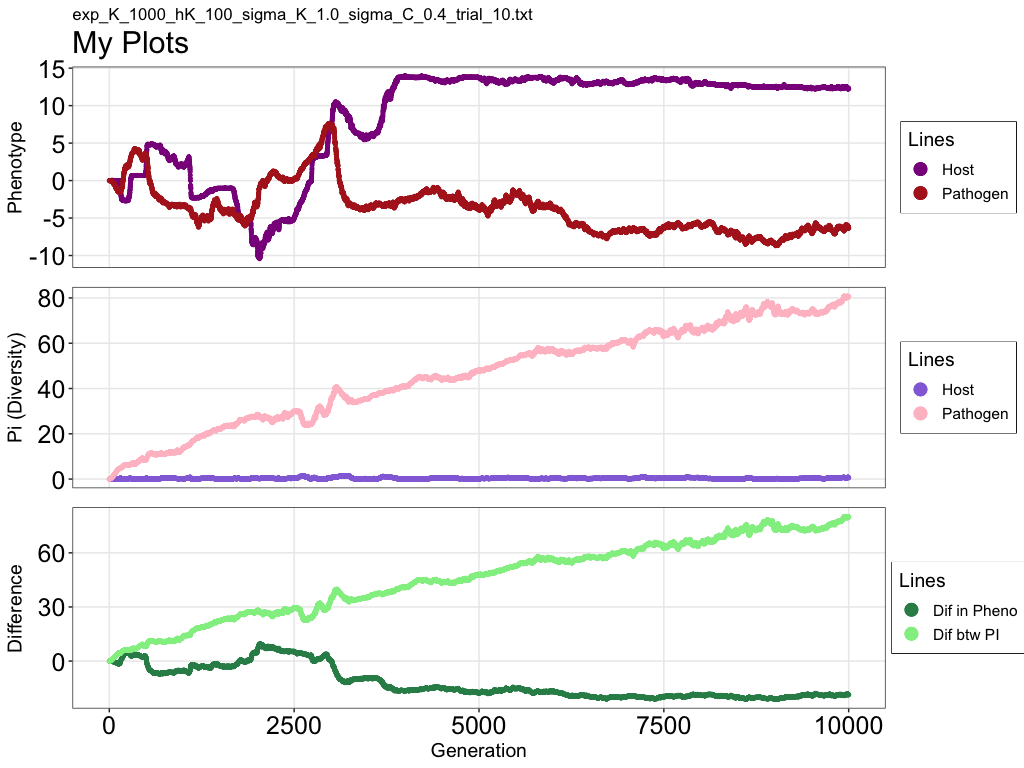 exp_K_1000_hK_100_sigma_K_1.0_sigma_C_0.4_trial_10.txt
My Plots
Phenotype
15
10
5
0
-5
-10
Lines
Host
Pathogen
Pi (Diversity)
80
60
40
20
0
Lines
Host
Pathogen
Difference
60
30
0
Lines
Dif in Pheno
Dif btw PI
0 2500 5000 7500 10000
Generation